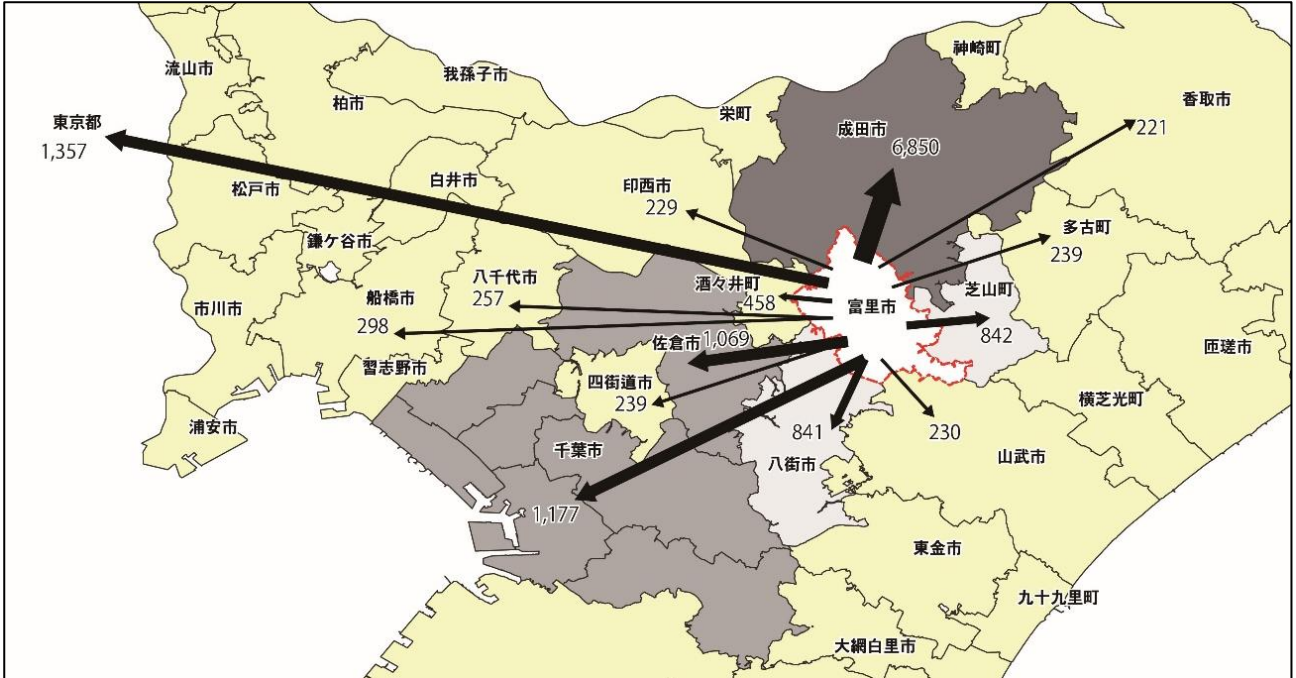 流山市
我孫子市
神崎町
柏市
栄町
香取市
東京都
1,357
成田市
6,850
221
松戸市
白井市
印西市
229
多古町
239
鎌ケ谷市
八千代市
257
酒々井町
458
芝山町
842
市川市
船橋市
298
富里市
佐倉市
1,069
匝瑳市
習志野市
四街道市
239
横芝光町
浦安市
841
230
千葉市
八街市
山武市
1,177
東金市
九十九里町
大網白里市